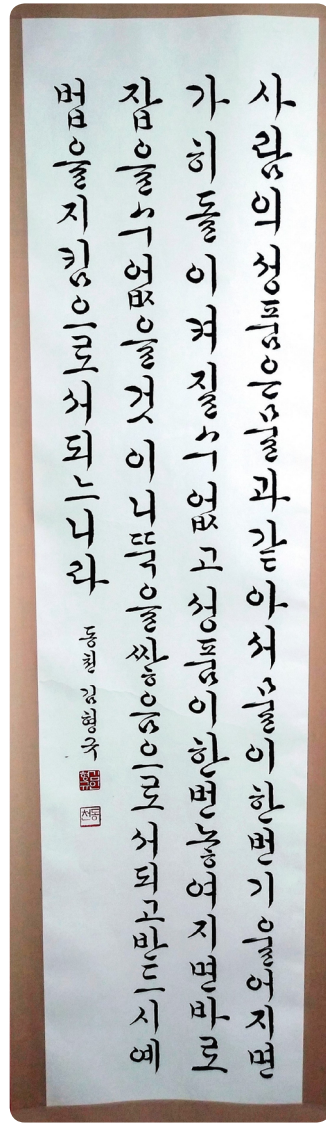 사람의성품은물과같아서물이한번기울어지면
가히돌이켜질수없고성품이한번놓여지면바로
잡을수없을것이니뚝을쌓음으로서되고반드시예
법을지킴으로서되느니라
동천 김형국
동천